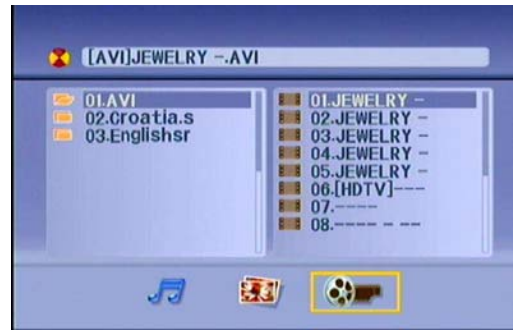 [AVI]JEWELRY -.AVI
01.AVI
02.Croatia.s
03.Englishsr
01.JEWELRY -
02.JEWELRY -
03.JEWELRY -
04.JEWELRY -
05.JEWELRY -
06.[HDTV]---
07.----
08.---- - --